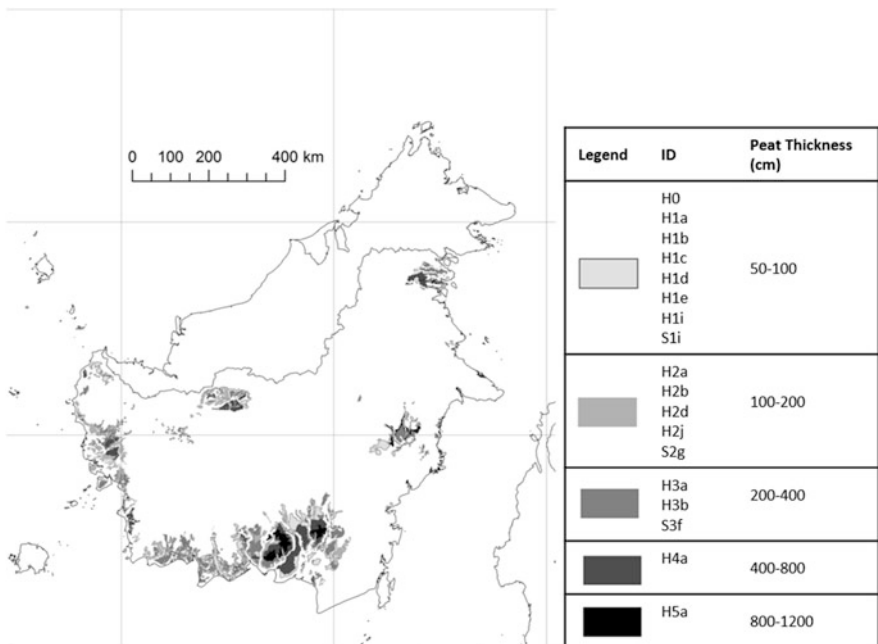 0 100 200 400 km
Legend ID Peat Thickness
(cm)
H0
H1a
H1b
H1c
H1d
H1e
H1i
S1i
50-100
H2a
H2b
H2d
H2j
S2g
100-200
H3a
H3b
S3f
200-400
H4a
400-800
H5a
800-1200